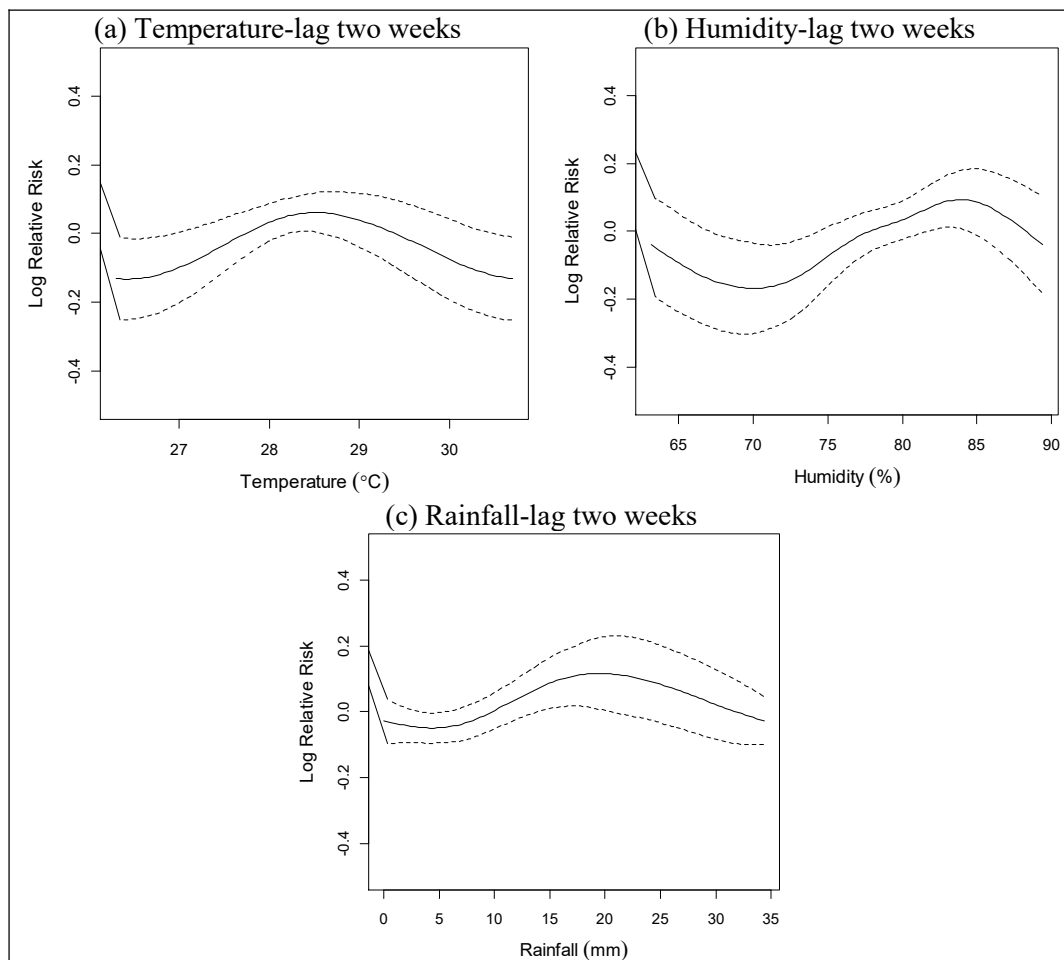 (a) Temperature-lag two weeks
Log Relative Risk
0.4
0.2
0.0
-0.2
-0.4
27 28 29 30
Temperature (°C)
(b) Humidity-lag two weeks
Log Relative Risk
0.4
0.2
0.0
-0.2
-0.4
65 70 75 80 85 90
Humidity (%)
(c) Rainfall-lag two weeks
Log Relative Risk
0.4
0.2
0.0
-0.2
-0.4
0 5 10 15 20 25 30 35
Rainfall (mm)